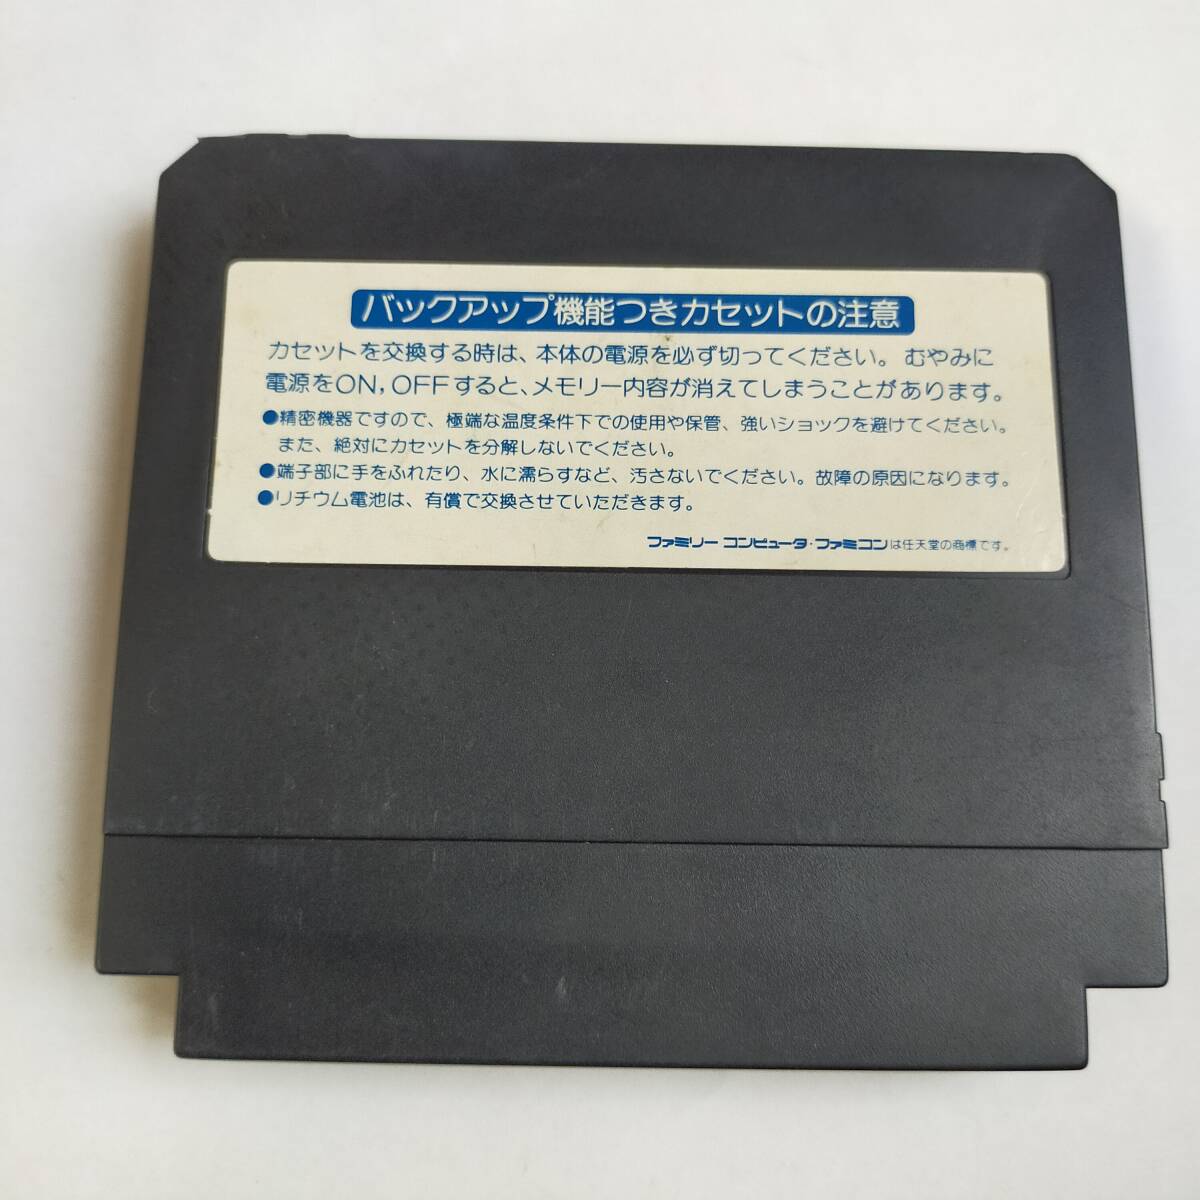 バックアップ機能つきカセットの注意
カセットを交換する時は、本体の電源を必ず切ってください。むやみに
電源をON,OFFすると、メモリー内容が消えてしまうことがあります。
●精密機器ですので、極端な温度条件下での使用や保管、強いショックを避けてください。
また、絶対にカセットを分解しないでください。
●端子部に手をふれたり、水に濡らすなど、汚さないでください。故障の原因になります。
●リチウム電池は、有償で交換させていただきます。
ファミリー コンピュータ・ファミコンは任天堂の商標です。